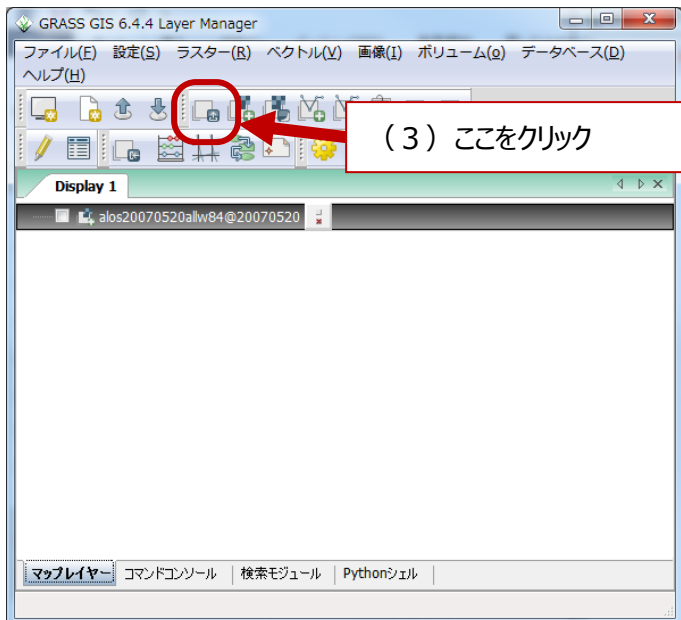 GRASS GIS 6.4.4 Layer Manager
ファイル(F) 設定(S) ラスター(R) ベクトル(V) 画像(I) ボリューム(o) データベース(D)
ヘルプ(H)
（３）ここをクリック
Display 1
alos20070520allw84@20070520
マップレイヤー コマンドコンソール 検索モジュール Pythonシェル